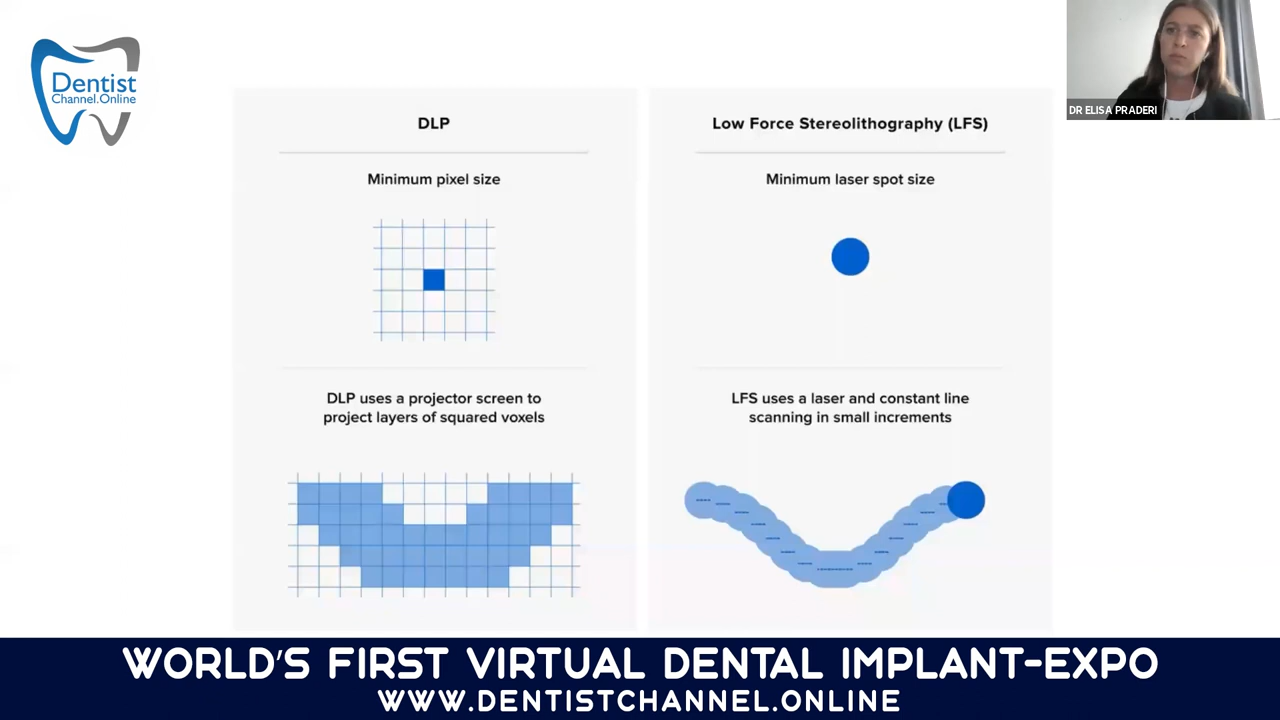 Dentist
Channel.Online
DR ELISA PRADERI
DLP
Minimum pixel size
DLP uses a projector screen to
project layers of squared voxels
Low Force Stereolithography (LFS)
Minimum laser spot size
LFS uses a laser and constant line
scanning in small increments
WORLD'S FIRST VIRTUAL DENTAL IMPLANT-EXPO
WWW.DENTISTCHANNEL.ONLINE